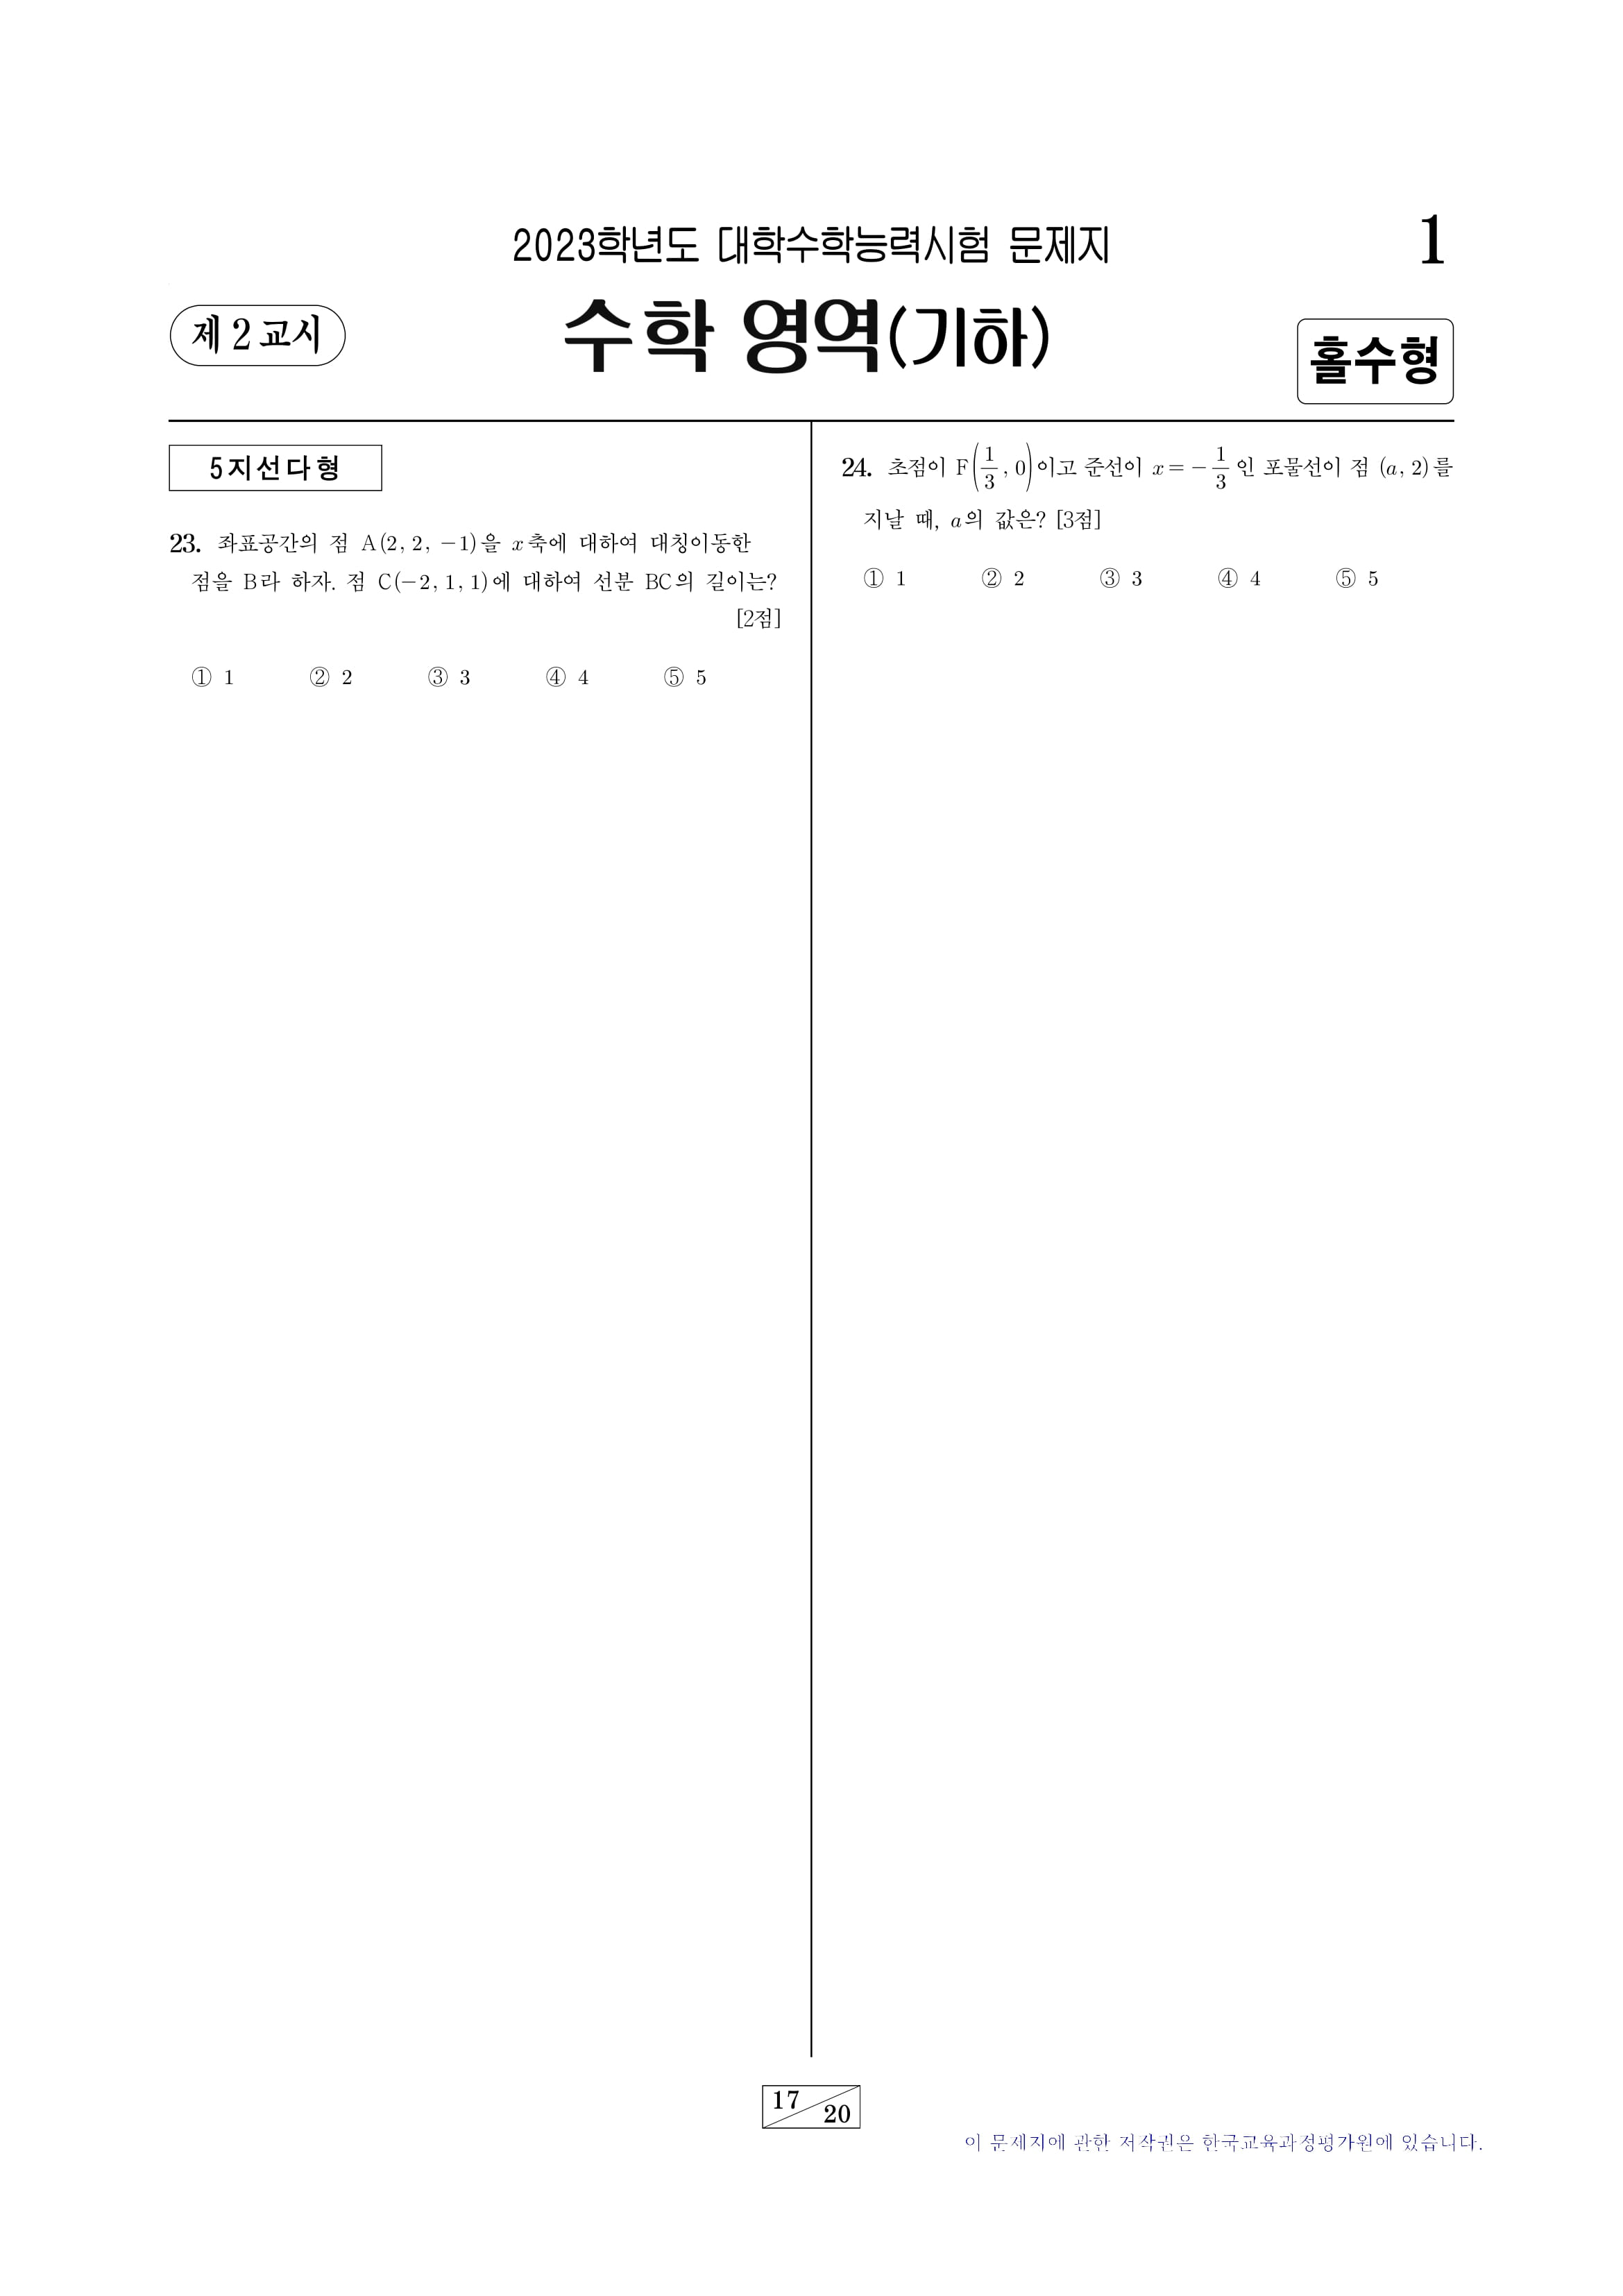 2023학년도 대학수학능력시험 문제지
1
제 2 교시
수학 영역(기하)
홀수형
5지선다형
23. 좌표공간의 점 A(2, 2, −1)을 x축에 대하여 대칭이동한
점을 B라 하자. 점 C(−2, 1, 1)에 대하여 선분 BC의 길이는?
[2점]
① 1 ② 2 ③ 3 ④ 4 ⑤ 5
24. 초점이 F(1/3, 0)이고 준선이 x=−1/3인 포물선이 점 (a, 2)를
지날 때, a의 값은? [3점]
① 1 ② 2 ③ 3 ④ 4 ⑤ 5
17
20
이 문제지에 관한 저작권은 한국교육과정평가원에 있습니다.